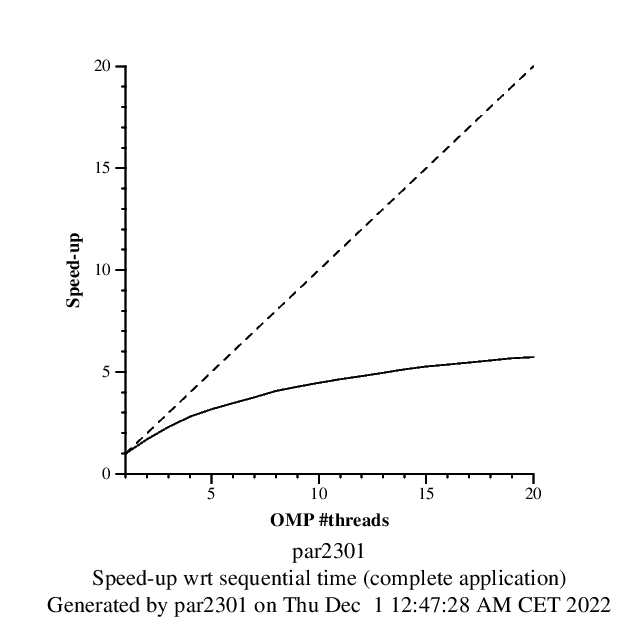 20
15
10
5
0
Speed-up
5
10
15
20
OMP #threads
par2301
Speed-up wrt sequential time (complete application)
Generated by par2301 on Thu Dec  1 12:47:28 AM CET 2022